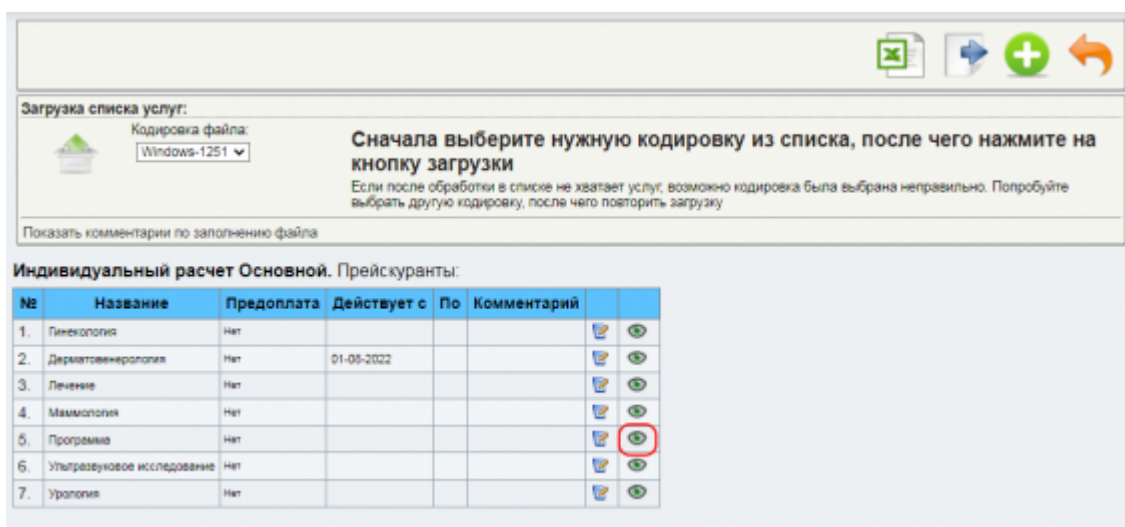 Загрузка списка услуг:
Кодировка файла:
Windows-1251
Сначала выберите нужную кодировку из списка, после чего нажмите на
кнопку загрузки
Если после обработки в списке не хватает услуг, возможно кодировка была выбрана неправильно. Попробуйте
выбрать другую кодировку, после чего повторить загрузку
Показать комментарии по заполнению файла
Индивидуальный расчет Основной. Прейскуранты:
№ Название Предоплата Действует с По Комментарий
1. Гинекология Нет
2. Дерматовенерология Нет 01-08-2022
3. Лечение Нет
4. Маммология Нет
5. Программа Нет
6. Ультразвуковое исследование Нет
7. Урология Нет